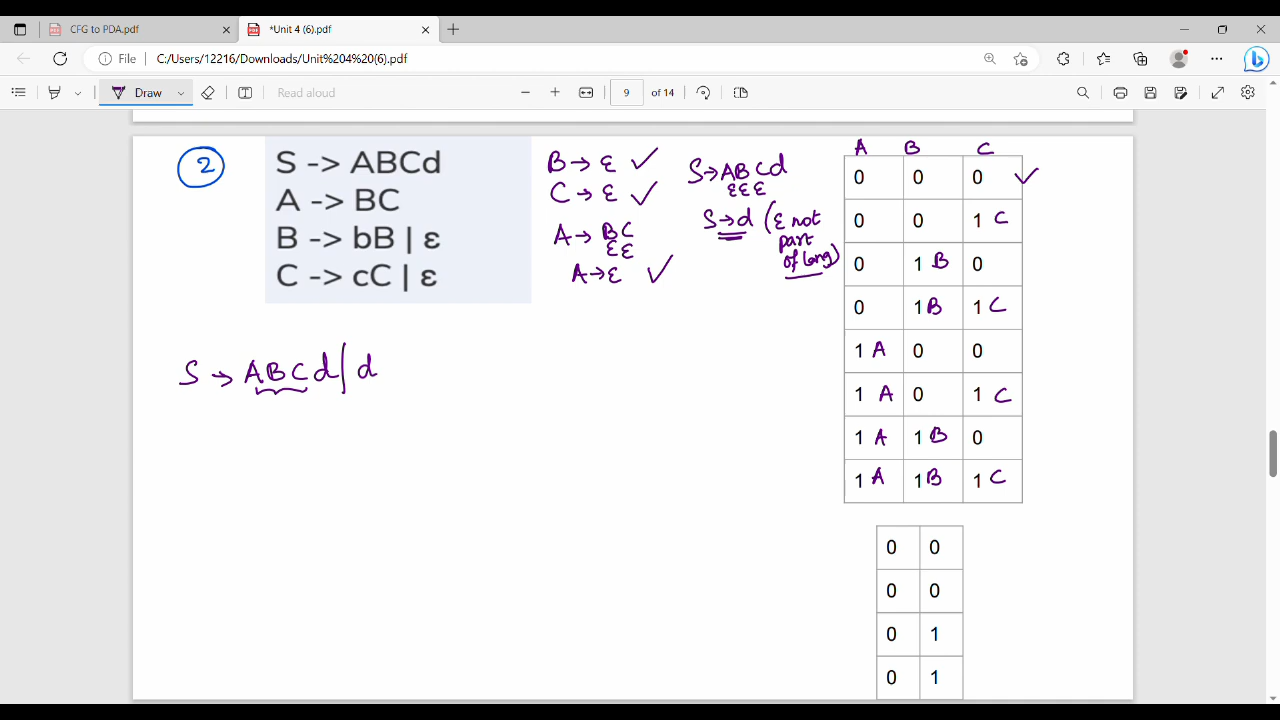 CFG to PDA.pdf
*Unit 4 (6).pdf
File C:/Users/12216/Downloads/Unit%204%20(6).pdf
Draw Read aloud 9 of 14
2
S -> ABCd
A -> BC
B -> bB | ε
C -> cC | ε
B → ε ✓
C → ε ✓
A → BC
εε
A → ε ✓
S → ABCd
εεε
S → d (ε not
part
of lang)
S → ABCd | d
A B C
0 0 0 ✓
0 0 1 C
0 1 B 0
0 1 B 1 C
1 A 0 0
1 A 0 1 C
1 A 1 B 0
1 A 1 B 1 C
0 0
0 0
0 1
0 1